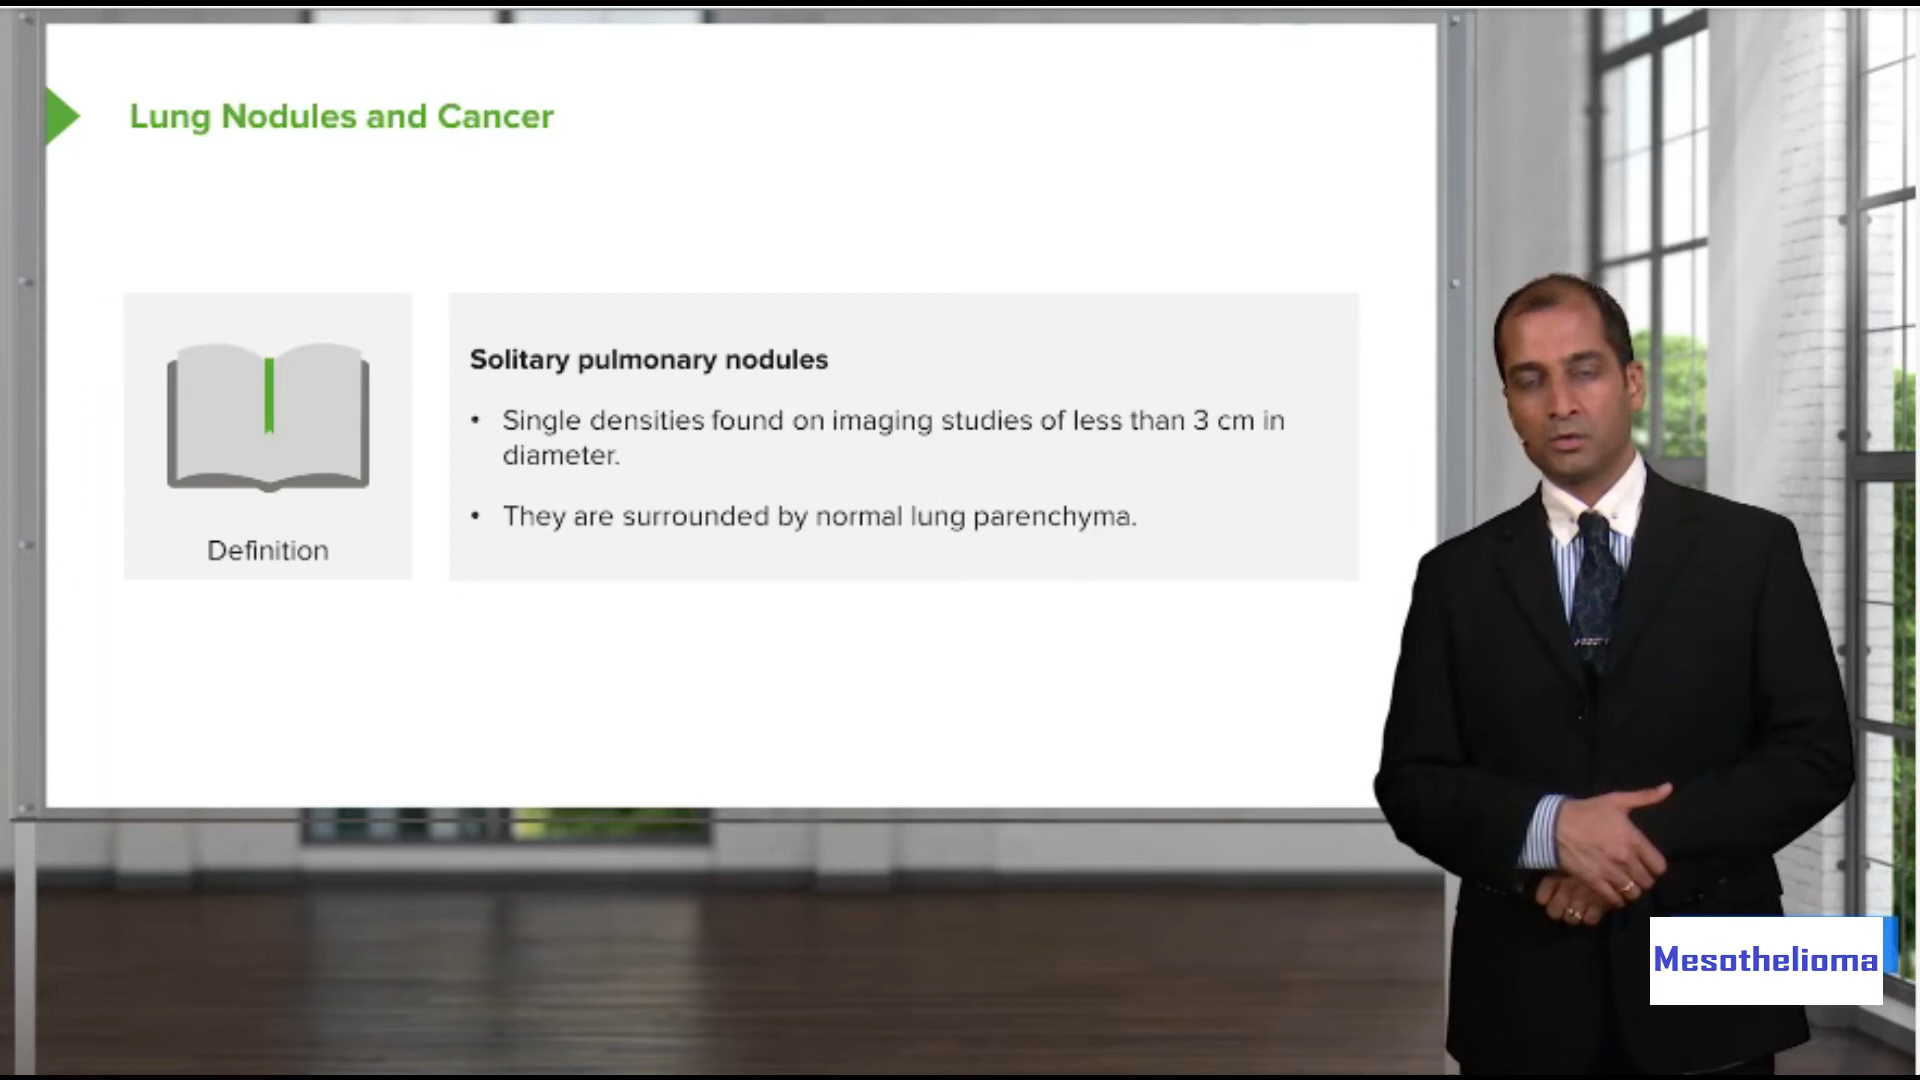 Lung Nodules and Cancer
Definition
Solitary pulmonary nodules
• Single densities found on imaging studies of less than 3 cm in
diameter.
• They are surrounded by normal lung parenchyma.
Mesothelioma